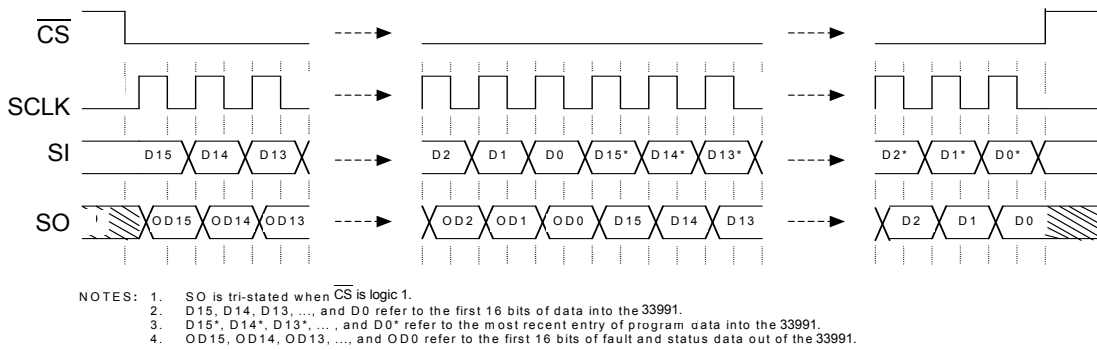 CS
SCLK
SI D15 D14 D13 D2 D1 D0 D15* D14* D13* D2* D1* D0*
SO OD15 OD14 OD13 OD2 OD1 OD0 D15 D14 D13 D2 D1 D0
NOTES: 1. SO is tri-stated when CS is logic 1.
2. D15, D14, D13, ..., and D0 refer to the first 16 bits of data into the 33991.
3. D15*, D14*, D13*, ... , and D0* refer to the most recent entry of program data into the 33991.
4. OD15, OD14, OD13, ..., and OD0 refer to the first 16 bits of fault and status data out of the 33991.